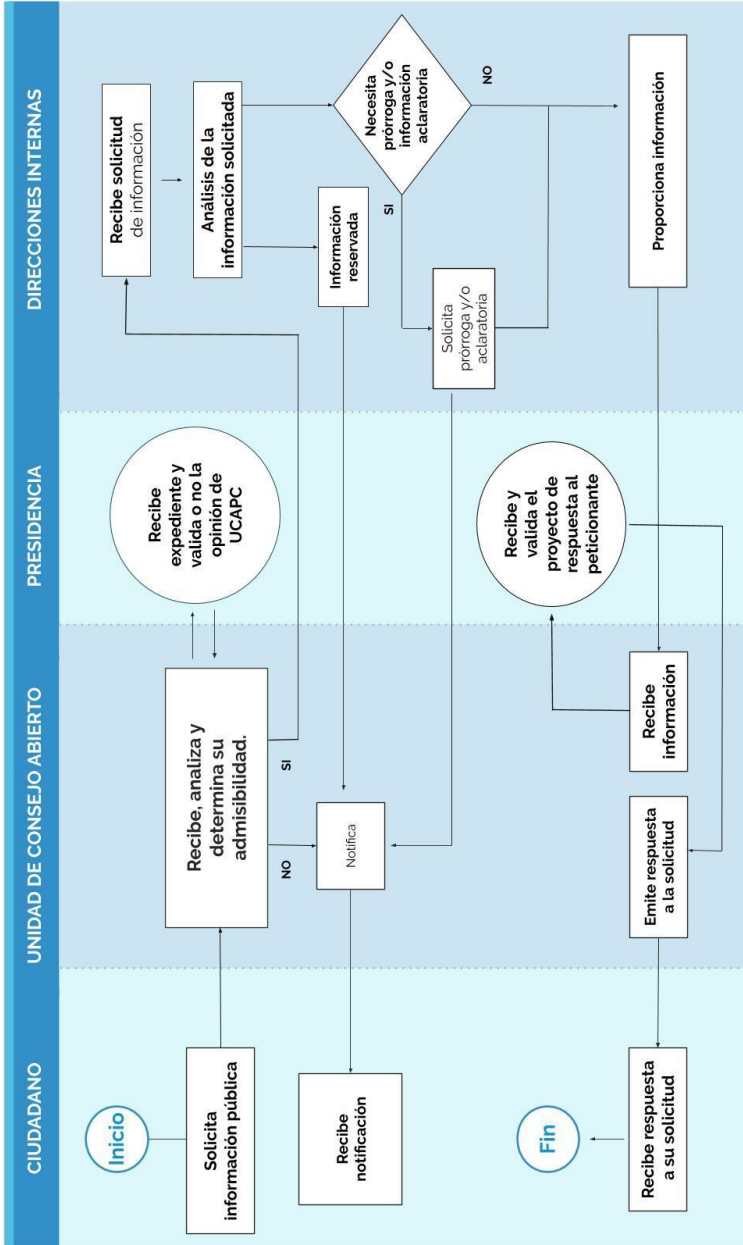 CIUDADANO
UNIDAD DE CONSEJO ABIERTO
PRESIDENCIA
DIRECCIONES INTERNAS
Inicio
Solicita
información pública
Recibe, analiza y
determina su
admisibilidad.
NO
SI
Recibe
expediente y
valida o no la
opinión de
UCAPC
Recibe solicitud
de información
Análisis de la
información solicitada
Información
reservada
Necesita
prórroga y/o
información
aclaratoria
SI
NO
Solicita
prórroga y/o
aclaratoria
Notifica
Recibe
notificación
Proporciona información
Recibe
información
Recibe y
valida el
proyecto de
respuesta al
peticionante
Emite respuesta
a la solicitud
Recibe respuesta
a su solicitud
Fin